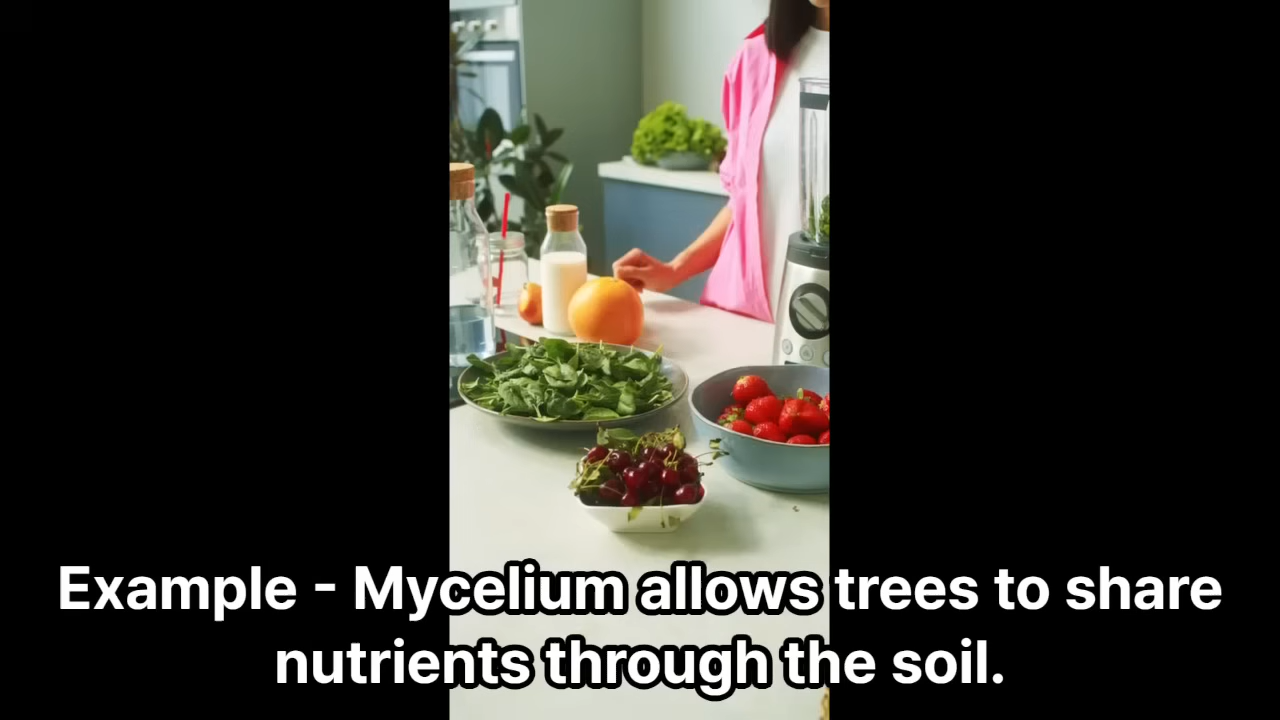 Example - Mycelium allows trees to share
nutrients through the soil.